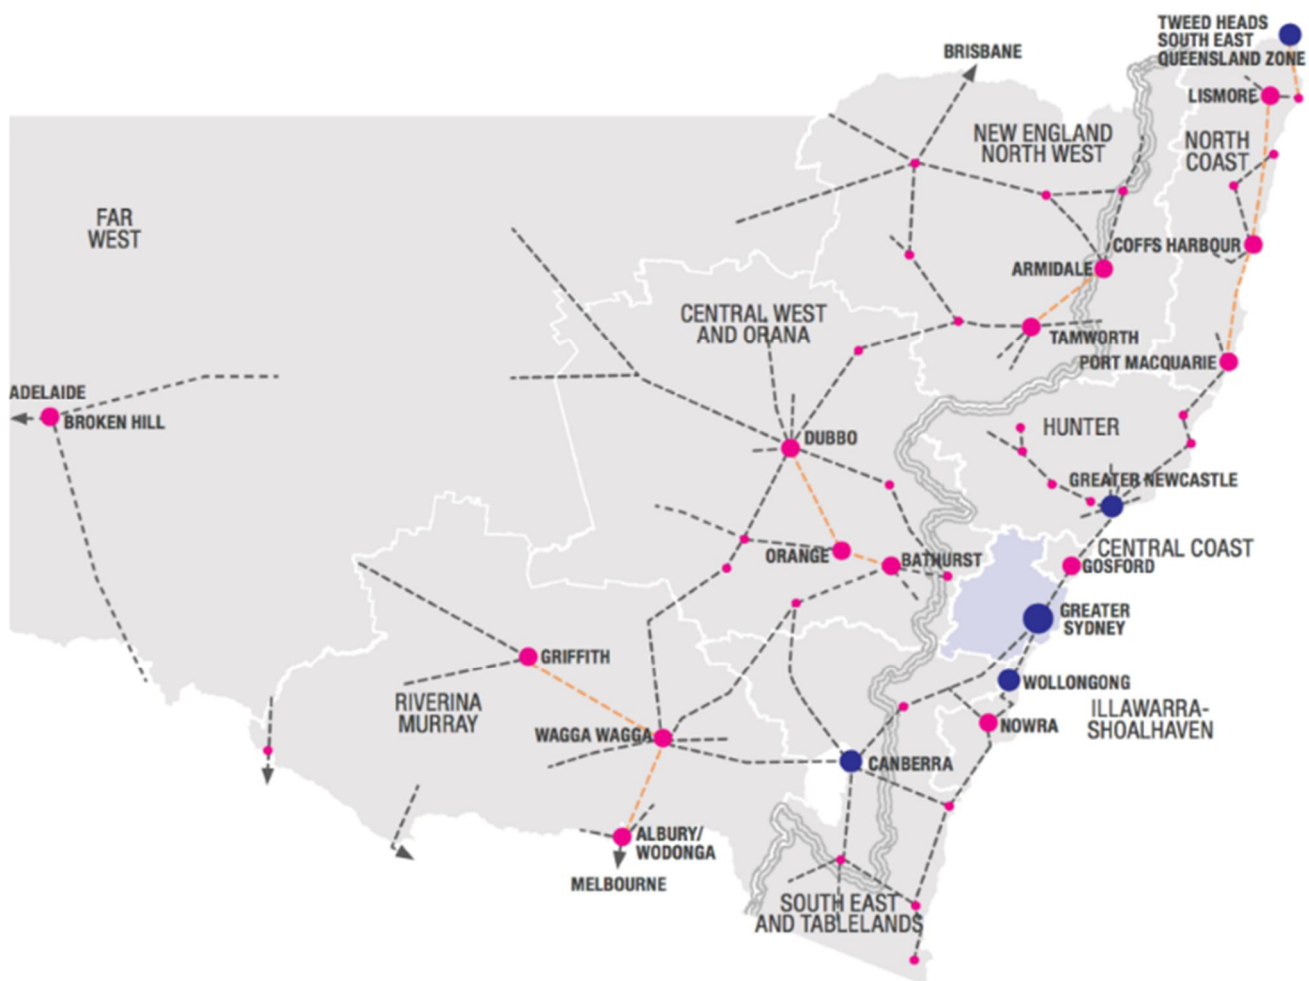 TWEED HEADS
SOUTH EAST
QUEENSLAND ZONE
BRISBANE
LISMORE
NEW ENGLAND
NORTH WEST
NORTH
COAST
FAR
WEST
COFFS HARBOUR
ARMIDALE
CENTRAL WEST
AND ORANA
TAMWORTH
PORT MACQUARIE
ADELAIDE
BROKEN HILL
HUNTER
DUBBO
GREATER NEWCASTLE
CENTRAL COAST
ORANGE
BATHURST
GOSFORD
GREATER
SYDNEY
GRIFFITH
WOLLONGONG
RIVERINA
MURRAY
ILLAWARRA-
SHOALHAVEN
NOWRA
WAGGA WAGGA
CANBERRA
ALBURY/
WODONGA
MELBOURNE
SOUTH EAST
AND TABLELANDS